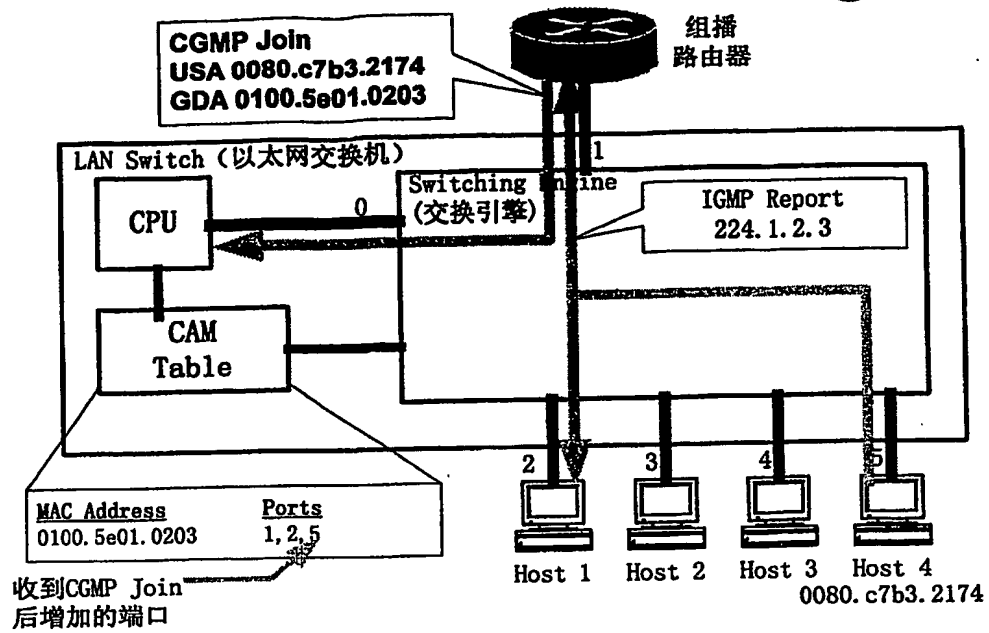 CGMP Join
USA 0080.c7b3.2174
GDA 0100.5e01.0203
组播
路由器
LAN Switch（以太网交换机）
1
CPU
0
Switching Engine
(交换引擎)
IGMP Report
224.1.2.3
CAM
Table
2
3
4
5
MAC Address
Ports
0100.5e01.0203
1,2,5
Host 1
Host 2
Host 3
Host 4
0080.c7b3.2174
收到CGMP Join
后增加的端口